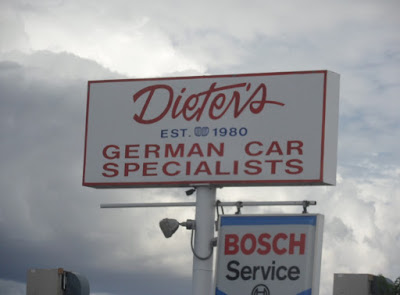 Dieter's
EST. 1980
GERMAN CAR
SPECIALISTS
BOSCH
Service